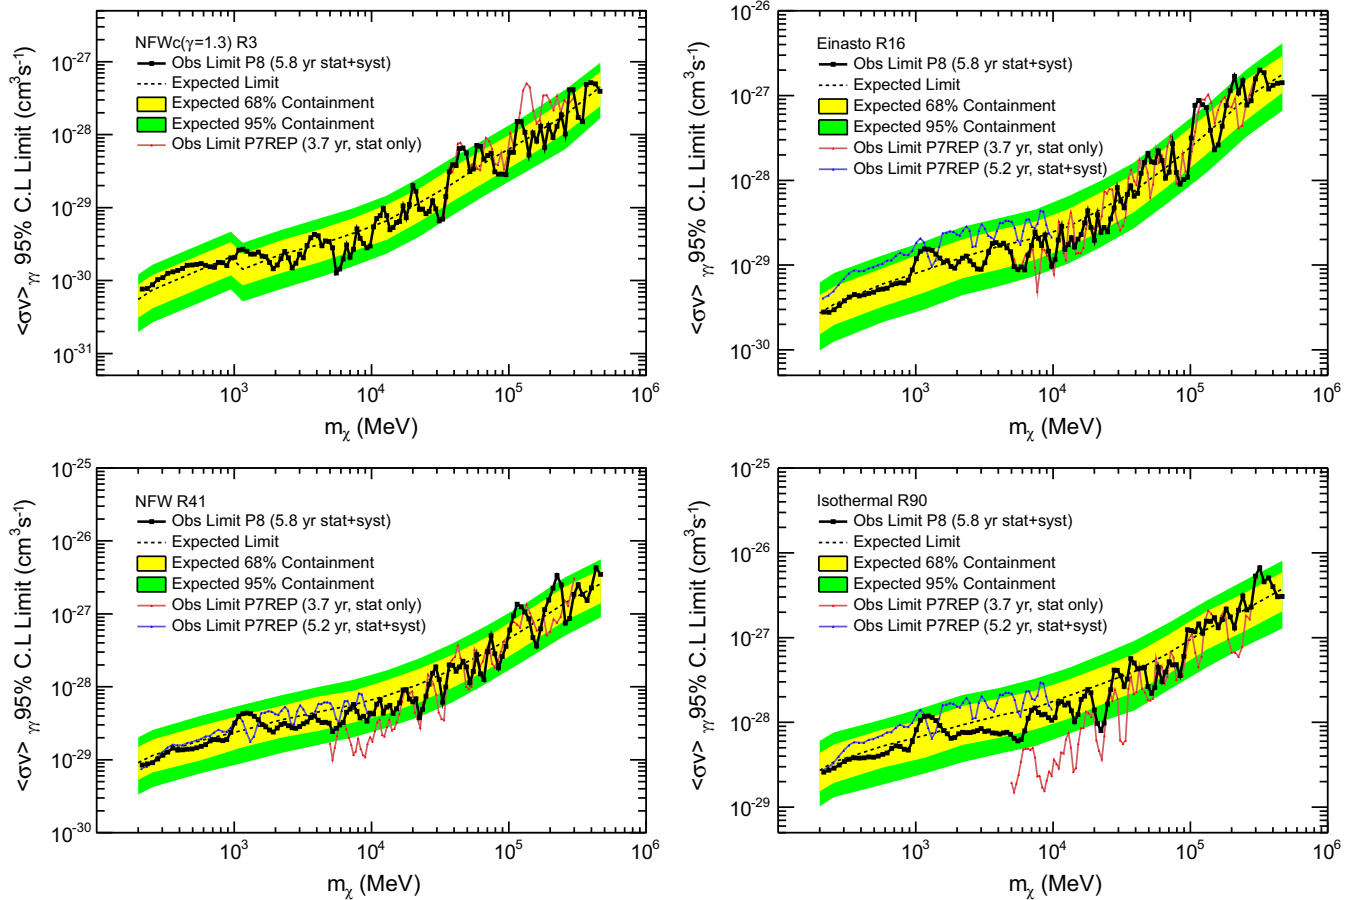 NFWc(γ=1.3) R3
Obs Limit P8 (5.8 yr stat+syst)
Expected Limit
Expected 68% Containment
Expected 95% Containment
Obs Limit P7REP (3.7 yr, stat only)
<σv> γγ 95% C.L Limit (cm³s⁻¹)
10⁻²⁷
10⁻²⁸
10⁻²⁹
10⁻³⁰
10⁻³¹
10³
10⁴
10⁵
10⁶
mχ (MeV)
Einasto R16
Obs Limit P8 (5.8 yr stat+syst)
Expected Limit
Expected 68% Containment
Expected 95% Containment
Obs Limit P7REP (3.7 yr, stat only)
Obs Limit P7REP (5.2 yr, stat+syst)
<σv> γγ 95% C.L Limit (cm³s⁻¹)
10⁻²⁶
10⁻²⁷
10⁻²⁸
10⁻²⁹
10⁻³⁰
10³
10⁴
10⁵
10⁶
mχ (MeV)
NFW R41
Obs Limit P8 (5.8 yr stat+syst)
Expected Limit
Expected 68% Containment
Expected 95% Containment
Obs Limit P7REP (3.7 yr, stat only)
Obs Limit P7REP (5.2 yr, stat+syst)
<σv> γγ 95% C.L Limit (cm³s⁻¹)
10⁻²⁵
10⁻²⁶
10⁻²⁷
10⁻²⁸
10⁻²⁹
10⁻³⁰
10³
10⁴
10⁵
10⁶
mχ (MeV)
Isothermal R90
Obs Limit P8 (5.8 yr stat+syst)
Expected Limit
Expected 68% Containment
Expected 95% Containment
Obs Limit P7REP (3.7 yr, stat only)
Obs Limit P7REP (5.2 yr, stat+syst)
<σv> γγ 95% C.L Limit (cm³s⁻¹)
10⁻²⁵
10⁻²⁶
10⁻²⁷
10⁻²⁸
10⁻²⁹
10³
10⁴
10⁵
10⁶
mχ (MeV)